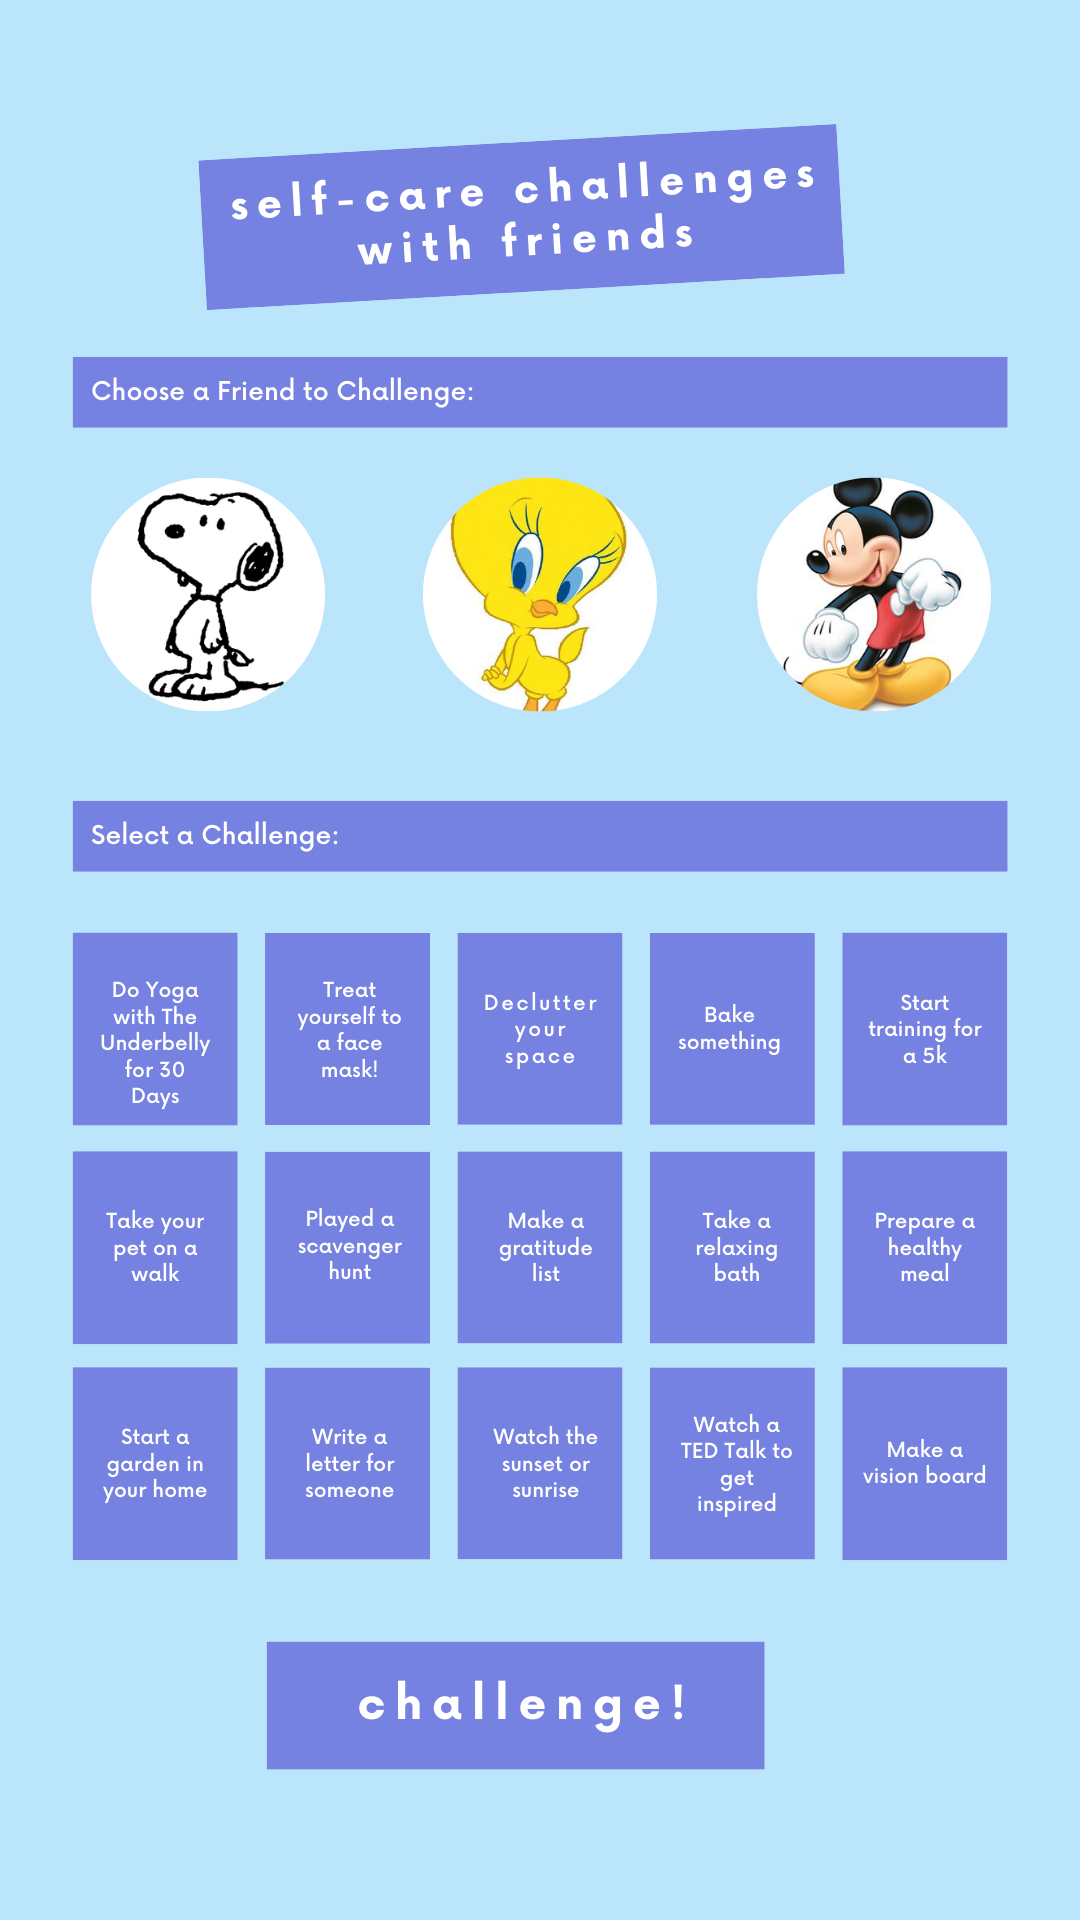 self-care challenges
with friends
Choose a Friend to Challenge:
Select a Challenge:
Do Yoga
with The
Underbelly
for 30
Days
Treat
yourself to
a face
mask!
Declutter
your
space
Bake
something
Start
training for
a 5k
Take your
pet on a
walk
Played a
scavenger
hunt
Make a
gratitude
list
Take a
relaxing
bath
Prepare a
healthy
meal
Start a
garden in
your home
Write a
letter for
someone
Watch the
sunset or
sunrise
Watch a
TED Talk to
get
inspired
Make a
vision board
challenge!